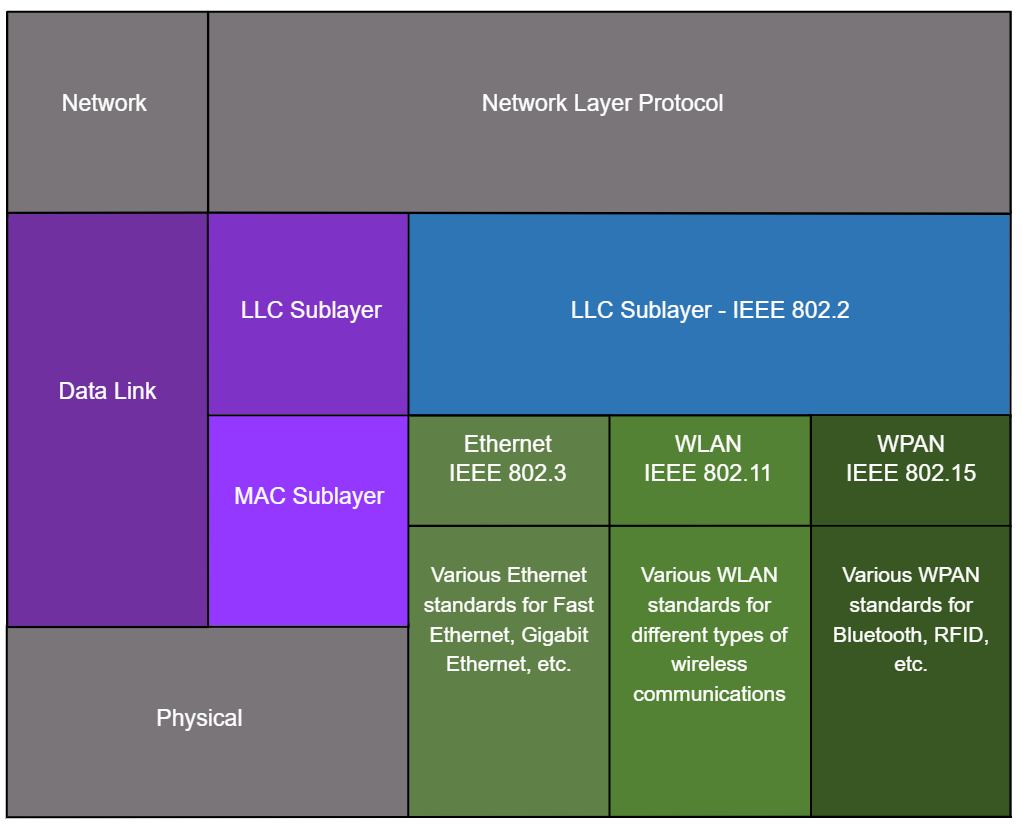 Network
Network Layer Protocol
LLC Sublayer
LLC Sublayer - IEEE 802.2
Data Link
MAC Sublayer
Ethernet
IEEE 802.3
WLAN
IEEE 802.11
WPAN
IEEE 802.15
Various Ethernet
standards for Fast
Ethernet, Gigabit
Ethernet, etc.
Various WLAN
standards for
different types of
wireless
communications
Various WPAN
standards for
Bluetooth, RFID,
etc.
Physical